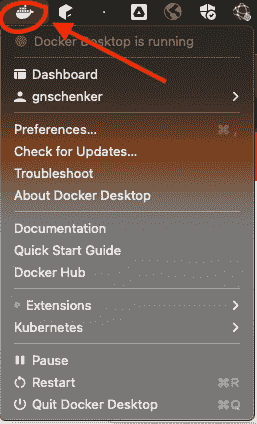 Docker Desktop is running
Dashboard
gnschenker
Preferences... ⌘ ,
Check for Updates...
Troubleshoot
About Docker Desktop
Documentation
Quick Start Guide
Docker Hub
Extensions
Kubernetes
Pause
Restart ⌘R
Quit Docker Desktop ⌘Q